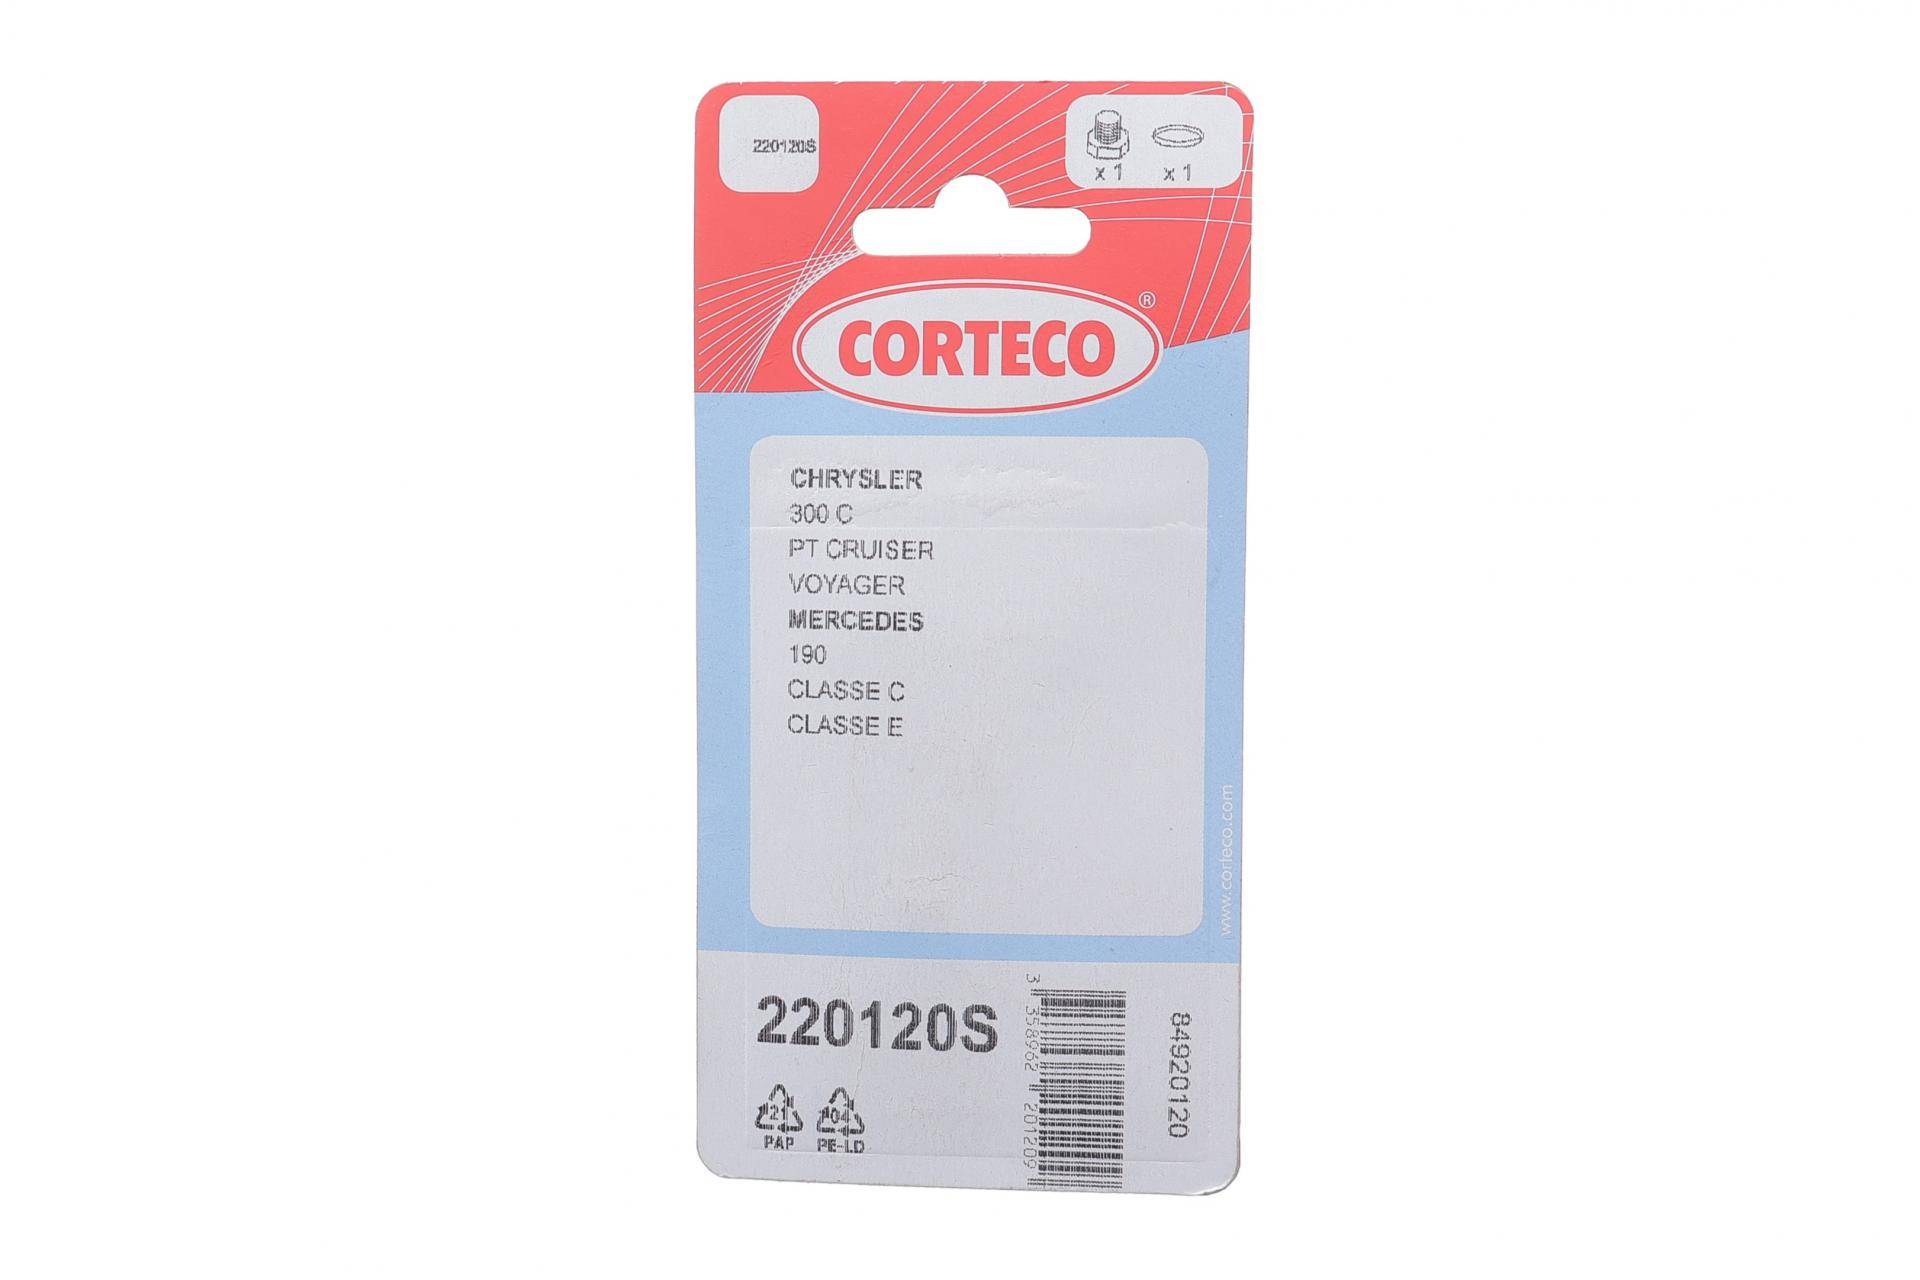 220120S
x 1 x 1
CORTECO®
CHRYSLER
300 C
PT CRUISER
VOYAGER
MERCEDES
190
CLASSE C
CLASSE E
www.corteco.com
220120S
21
PAP
04
PE-LD
3 358962 201209
84920120